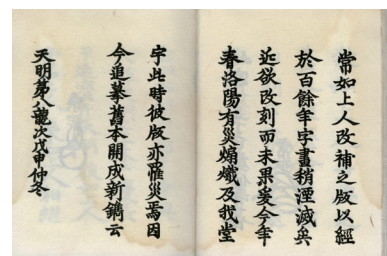 常如上人改補之版以經
於百餘年字畫稍湮滅矣
近欲改刻而未果爰今年
春洛陽有災煽熾及我堂
宇此時彼版亦罹災焉因
今追摹舊本開成新鐫云
天明第八龍次戊申仲冬